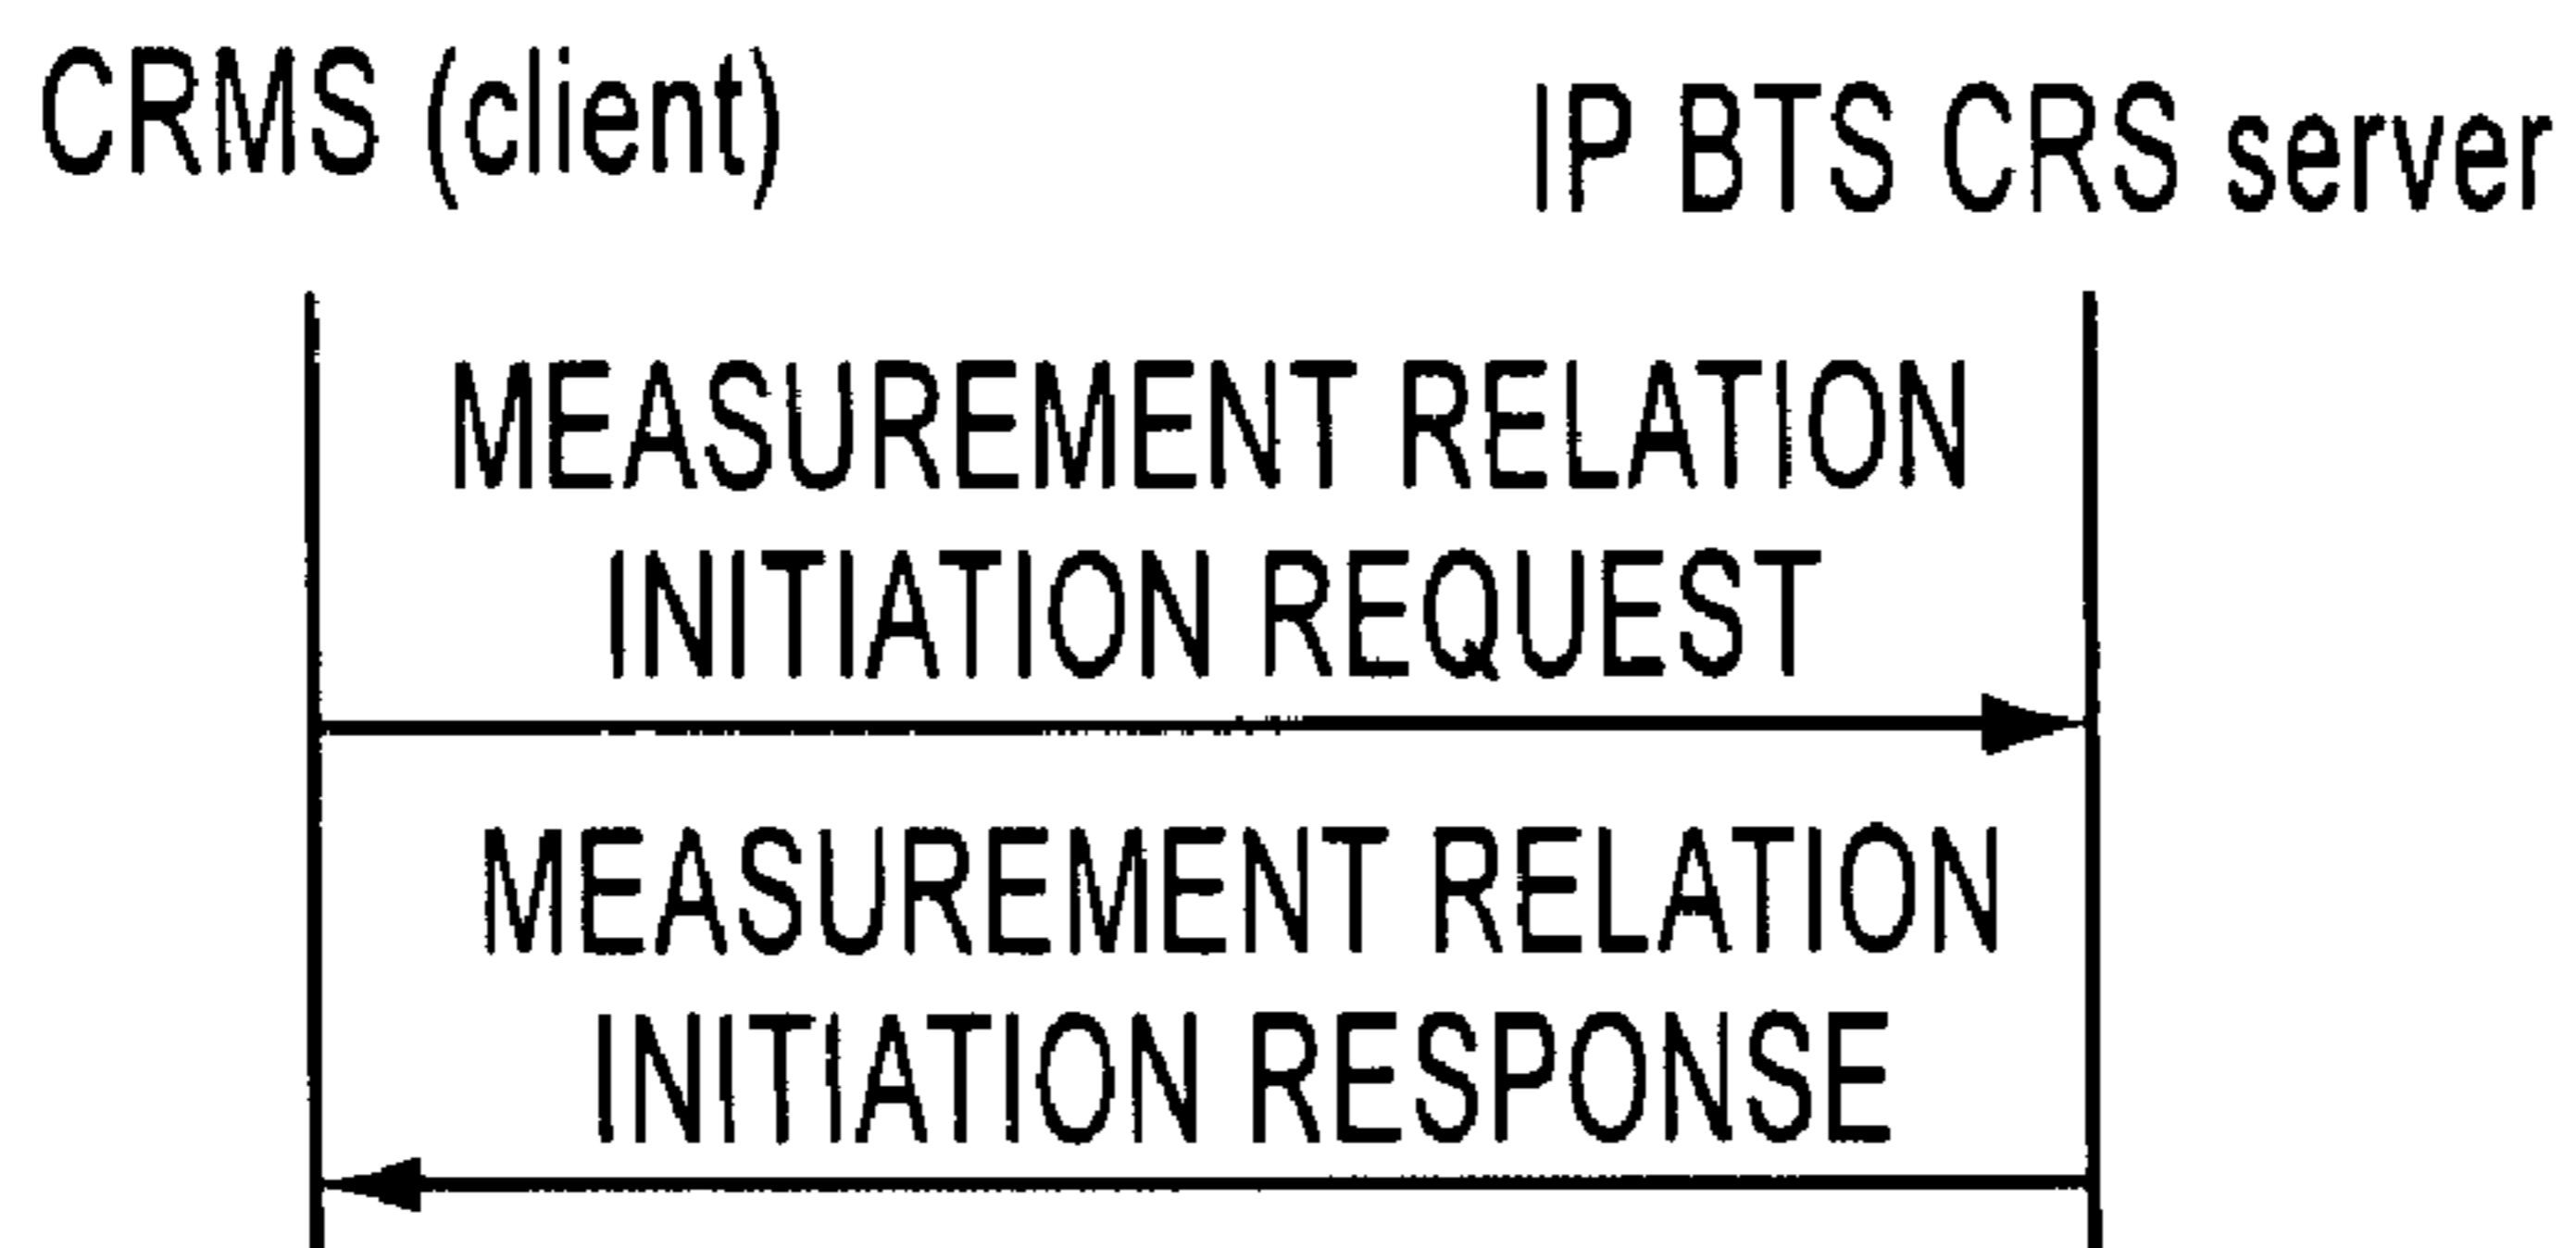 CRMS (client)
IP BTS CRS server
MEASUREMENT RELATION
INITIATION REQUEST
MEASUREMENT RELATION
INITIATION RESPONSE